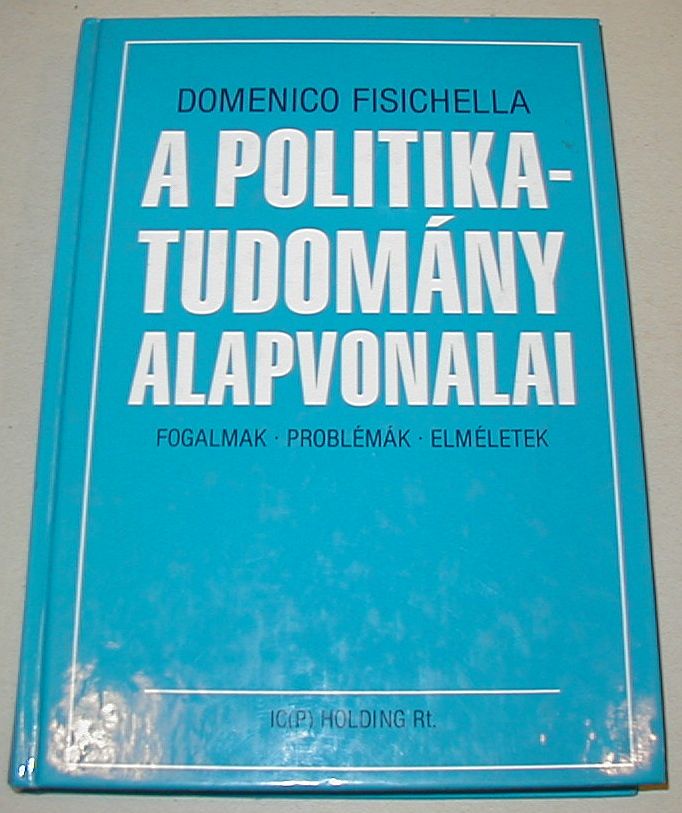 DOMENICO FISICHELLA
A POLITIKA-
TUDOMÁNY
ALAPVONALAI
FOGALMAK · PROBLÉMÁK · ELMÉLETEK
IC(P) HOLDING Rt.